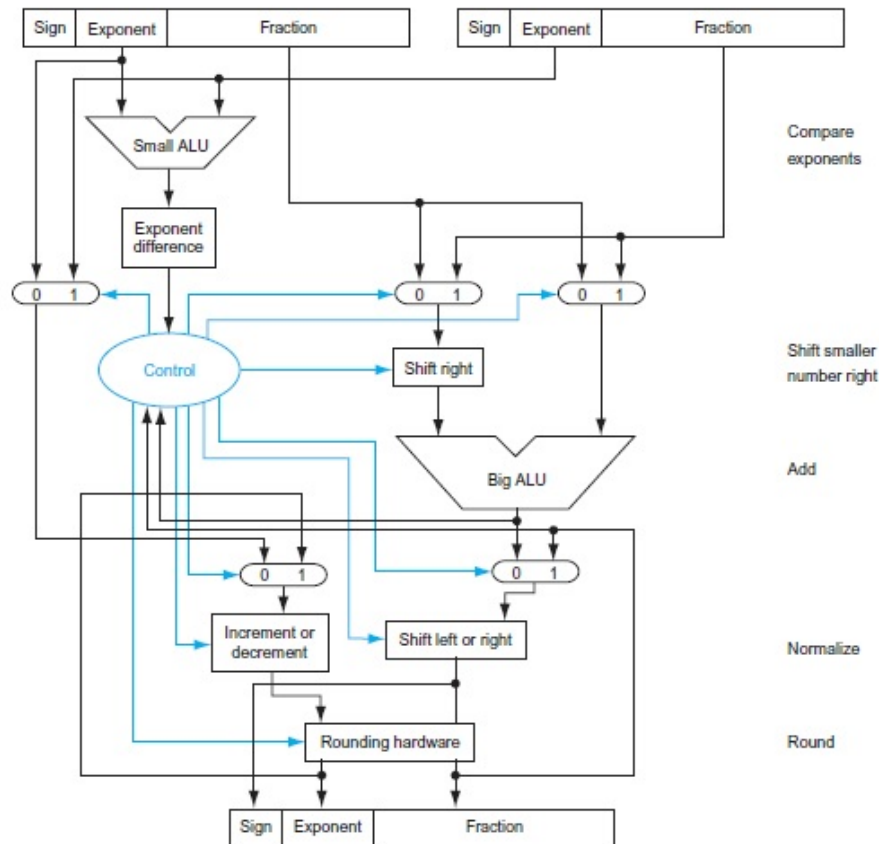 Sign Exponent Fraction Sign Exponent Fraction
Small ALU
Compare
exponents
Exponent
difference
0 1 0 1 0 1
Control
Shift right
Shift smaller
number right
Big ALU
Add
0 1 0 1
Increment or
decrement
Shift left or right
Normalize
Rounding hardware
Round
Sign Exponent Fraction